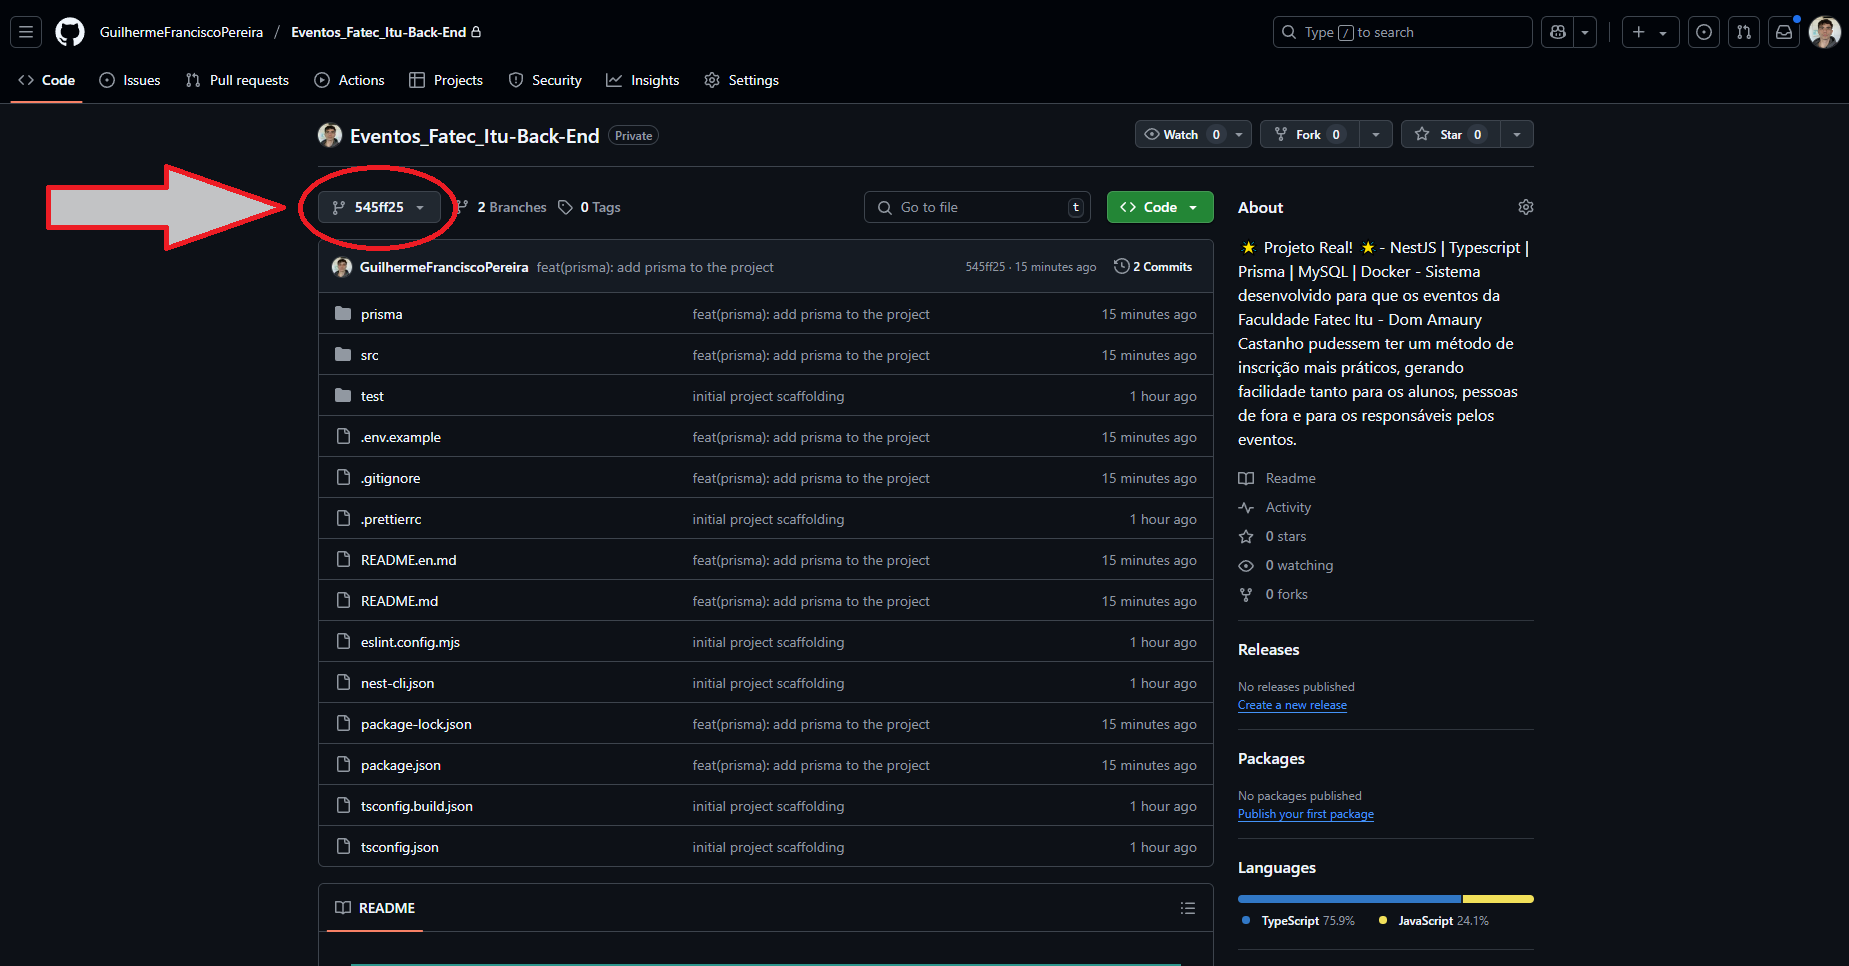 GuilhermeFranciscoPereira / Eventos_Fatec_Itu-Back-End
Type / to search
Code Issues Pull requests Actions Projects Security Insights Settings
Eventos_Fatec_Itu-Back-End Private
Watch 0 Fork 0 Star 0
545ff25 2 Branches 0 Tags Go to file t Code
GuilhermeFranciscoPereira feat(prisma): add prisma to the project 545ff25 · 15 minutes ago 2 Commits
prisma feat(prisma): add prisma to the project 15 minutes ago
src feat(prisma): add prisma to the project 15 minutes ago
test initial project scaffolding 1 hour ago
.env.example feat(prisma): add prisma to the project 15 minutes ago
.gitignore feat(prisma): add prisma to the project 15 minutes ago
.prettierrc initial project scaffolding 1 hour ago
README.en.md feat(prisma): add prisma to the project 15 minutes ago
README.md feat(prisma): add prisma to the project 15 minutes ago
eslint.config.mjs initial project scaffolding 1 hour ago
nest-cli.json initial project scaffolding 1 hour ago
package-lock.json feat(prisma): add prisma to the project 15 minutes ago
package.json feat(prisma): add prisma to the project 15 minutes ago
tsconfig.build.json initial project scaffolding 1 hour ago
tsconfig.json initial project scaffolding 1 hour ago
README
About
Projeto Real! - NestJS | Typescript |
Prisma | MySQL | Docker - Sistema
desenvolvido para que os eventos da
Faculdade Fatec Itu - Dom Amaury
Castanho pudessem ter um método de
inscrição mais práticos, gerando
facilidade tanto para os alunos, pessoas
de fora e para os responsáveis pelos
eventos.
Readme
Activity
0 stars
0 watching
0 forks
Releases
No releases published
Create a new release
Packages
No packages published
Publish your first package
Languages
TypeScript 75.9% JavaScript 24.1%